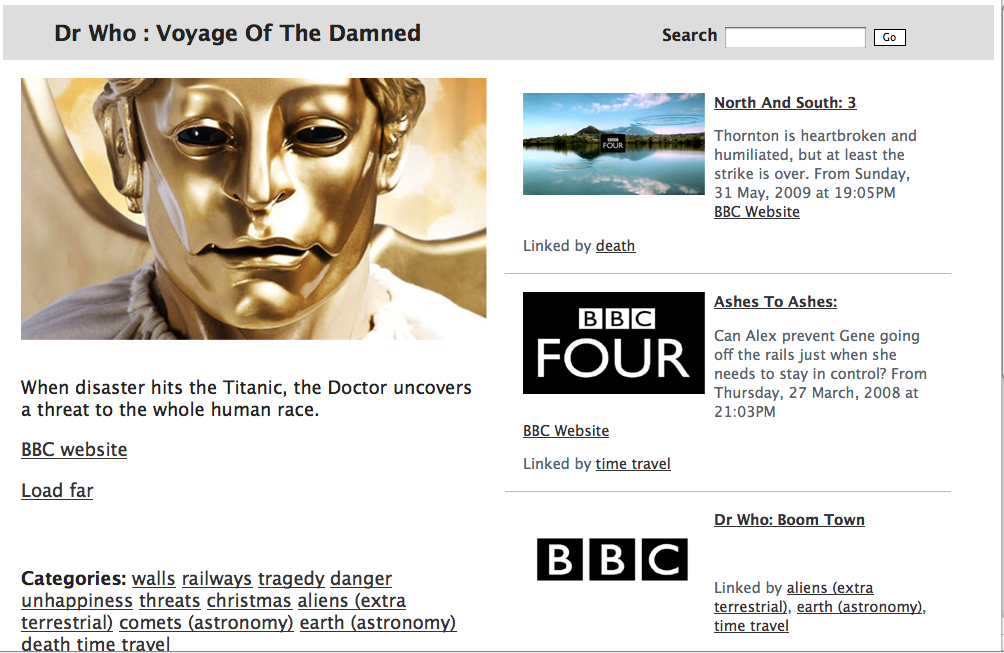 Dr Who : Voyage Of The Damned
Search
Go
When disaster hits the Titanic, the Doctor uncovers
a threat to the whole human race.
BBC website
Load far
Categories: walls railways tragedy danger
unhappiness threats christmas aliens (extra
terrestrial) comets (astronomy) earth (astronomy)
death time travel
BBC
FOUR
North And South: 3
Thornton is heartbroken and
humiliated, but at least the
strike is over. From Sunday,
31 May, 2009 at 19:05PM
BBC Website
Linked by death
BBC
FOUR
Ashes To Ashes:
Can Alex prevent Gene going
off the rails just when she
needs to stay in control? From
Thursday, 27 March, 2008 at
21:03PM
BBC Website
Linked by time travel
BBC
Dr Who: Boom Town
Linked by aliens (extra
terrestrial), earth (astronomy),
time travel